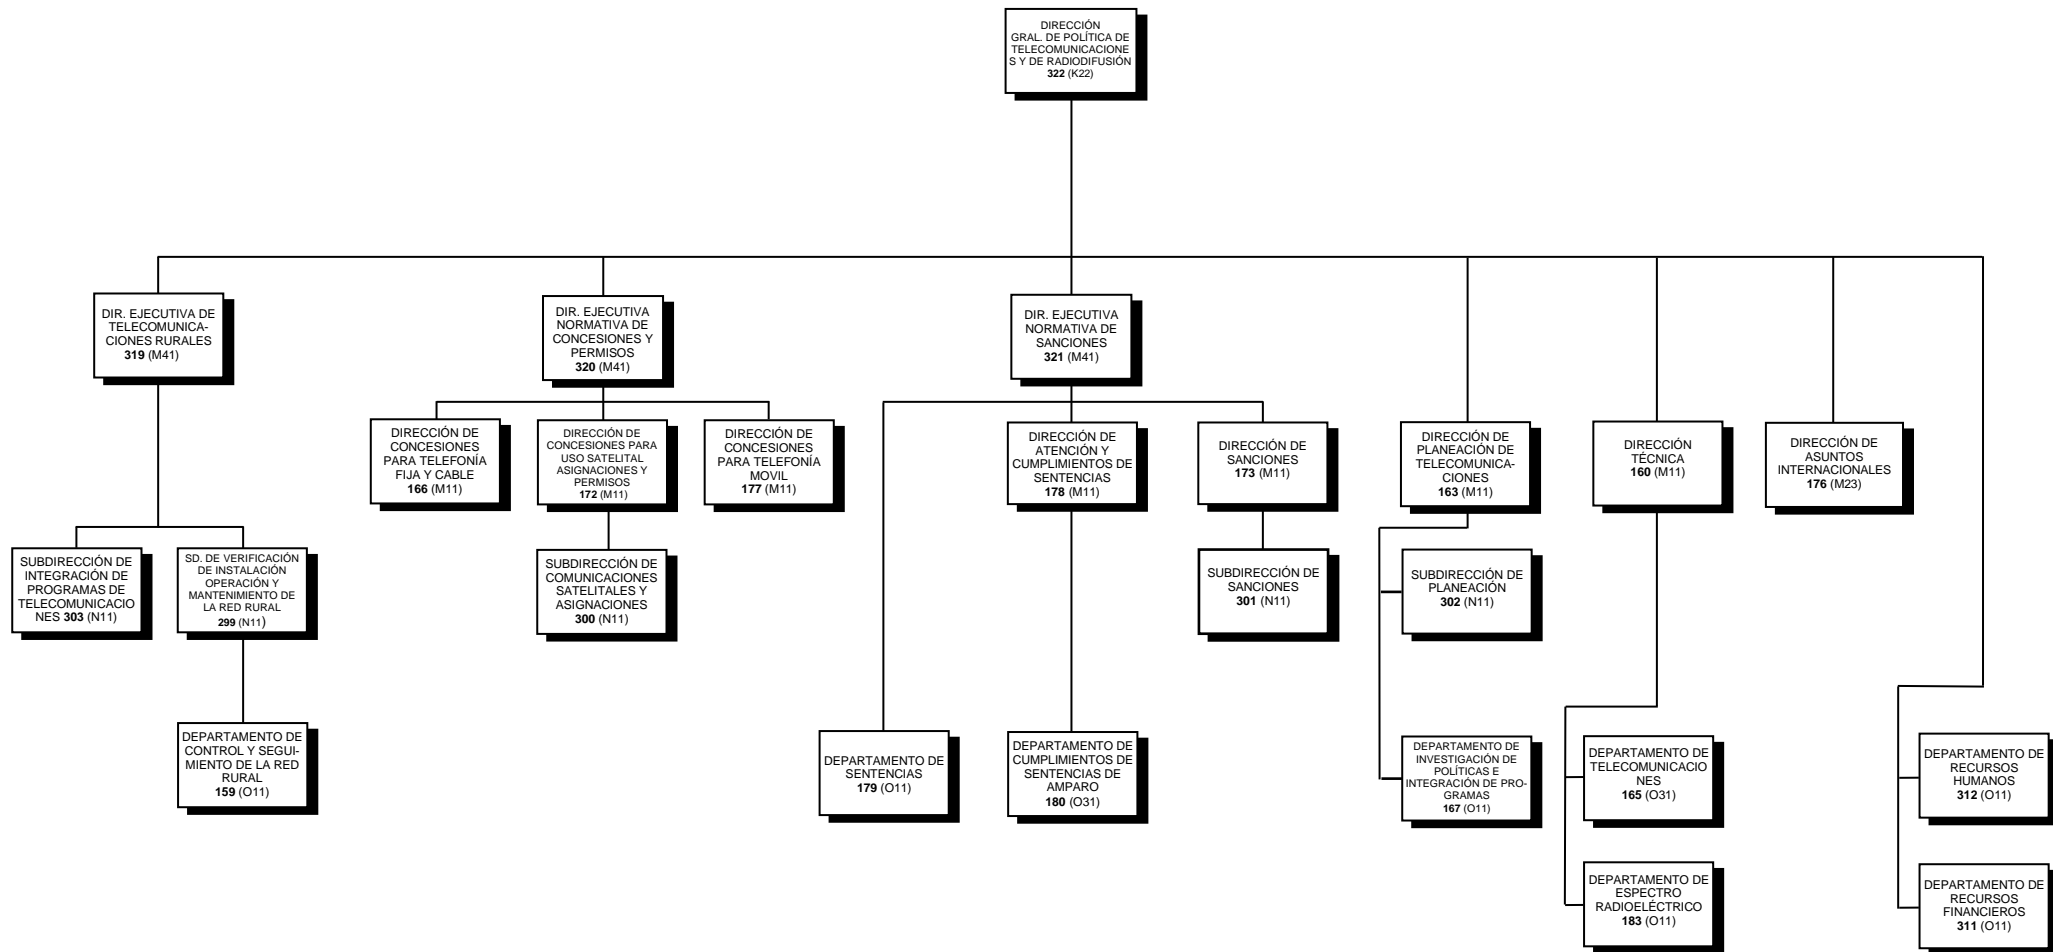 DIRECCIÓN
GRAL. DE POLÍTICA DE
TELECOMUNICACIONE
S Y DE RADIODIFUSIÓN
322 (K22)
DIR. EJECUTIVA DE
TELECOMUNICA-
CIONES RURALES
319 (M41)
DIR. EJECUTIVA
NORMATIVA DE
CONCESIONES Y
PERMISOS
320 (M41)
DIR. EJECUTIVA
NORMATIVA DE
SANCIONES
321 (M41)
DIRECCIÓN DE
CONCESIONES
PARA TELEFONÍA
FIJA Y CABLE
166 (M11)
DIRECCIÓN DE
CONCESIONES PARA
USO SATELITAL
ASIGNACIONES Y
PERMISOS
172 (M11)
DIRECCIÓN DE
CONCESIONES
PARA TELEFONÍA
MOVIL
177 (M11)
DIRECCIÓN DE
ATENCIÓN Y
CUMPLIMIENTOS DE
SENTENCIAS
178 (M11)
DIRECCIÓN DE
SANCIONES
173 (M11)
DIRECCIÓN DE
PLANEACIÓN DE
TELECOMUNICA-
CIONES
163 (M11)
DIRECCIÓN
TÉCNICA
160 (M11)
DIRECCIÓN DE
ASUNTOS
INTERNACIONALES
176 (M23)
SUBDIRECCIÓN DE
INTEGRACIÓN DE
PROGRAMAS DE
TELECOMUNICACIO
NES 303 (N11)
SD. DE VERIFICACIÓN
DE INSTALACIÓN
OPERACIÓN Y
MANTENIMIENTO DE
LA RED RURAL
299 (N11)
SUBDIRECCIÓN DE
COMUNICACIONES
SATELITALES Y
ASIGNACIONES
300 (N11)
SUBDIRECCIÓN DE
SANCIONES
301 (N11)
SUBDIRECCIÓN DE
PLANEACIÓN
302 (N11)
DEPARTAMENTO DE
CONTROL Y SEGUI-
MIENTO DE LA RED
RURAL
159 (O11)
DEPARTAMENTO DE
SENTENCIAS
179 (O11)
DEPARTAMENTO DE
CUMPLIMIENTOS DE
SENTENCIAS DE
AMPARO
180 (O31)
DEPARTAMENTO DE
INVESTIGACIÓN DE
POLÍTICAS E
INTEGRACIÓN DE PRO-
GRAMAS
167 (O11)
DEPARTAMENTO DE
TELECOMUNICACIO
NES
165 (O31)
DEPARTAMENTO DE
RECURSOS
HUMANOS
312 (O11)
DEPARTAMENTO DE
ESPECTRO
RADIOELÉCTRICO
183 (O11)
DEPARTAMENTO DE
RECURSOS
FINANCIEROS
311 (O11)